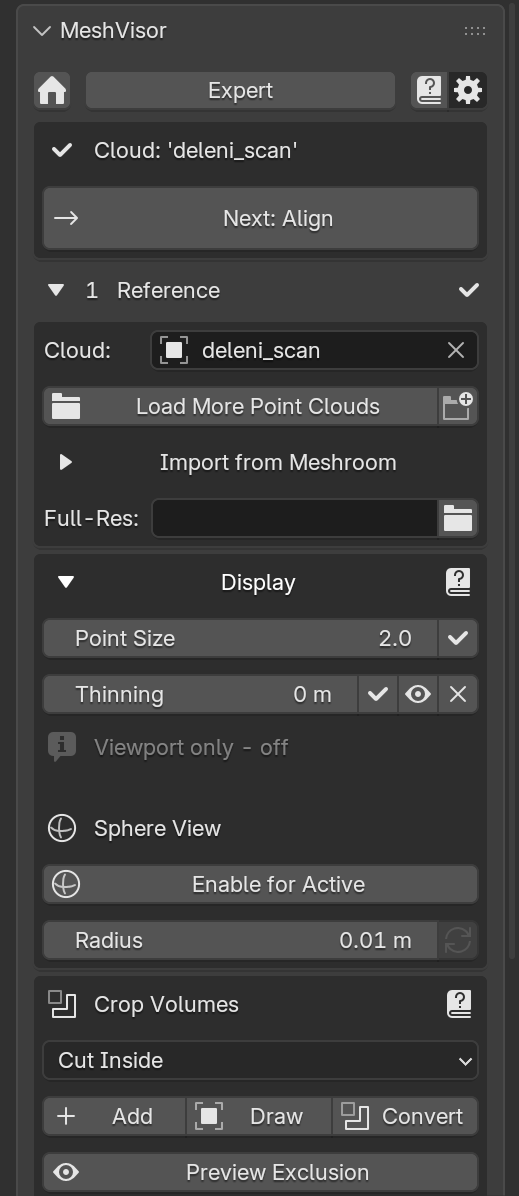 MeshVisor
Expert
Cloud: 'deleni_scan'
Next: Align
1 Reference
Cloud: deleni_scan
Load More Point Clouds
Import from Meshroom
Full-Res:
Display
Point Size 2.0
Thinning 0 m
Viewport only - off
Sphere View
Enable for Active
Radius 0.01 m
Crop Volumes
Cut Inside
Add Draw Convert
Preview Exclusion